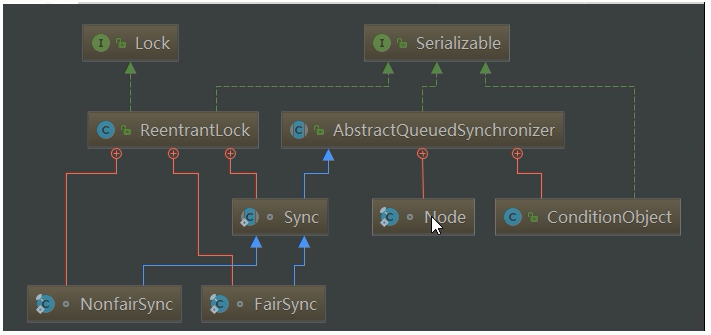 I Lock
I Serializable
C ReentrantLock
C AbstractQueuedSynchronizer
C Sync
C Node
C ConditionObject
C NonfairSync
C FairSync